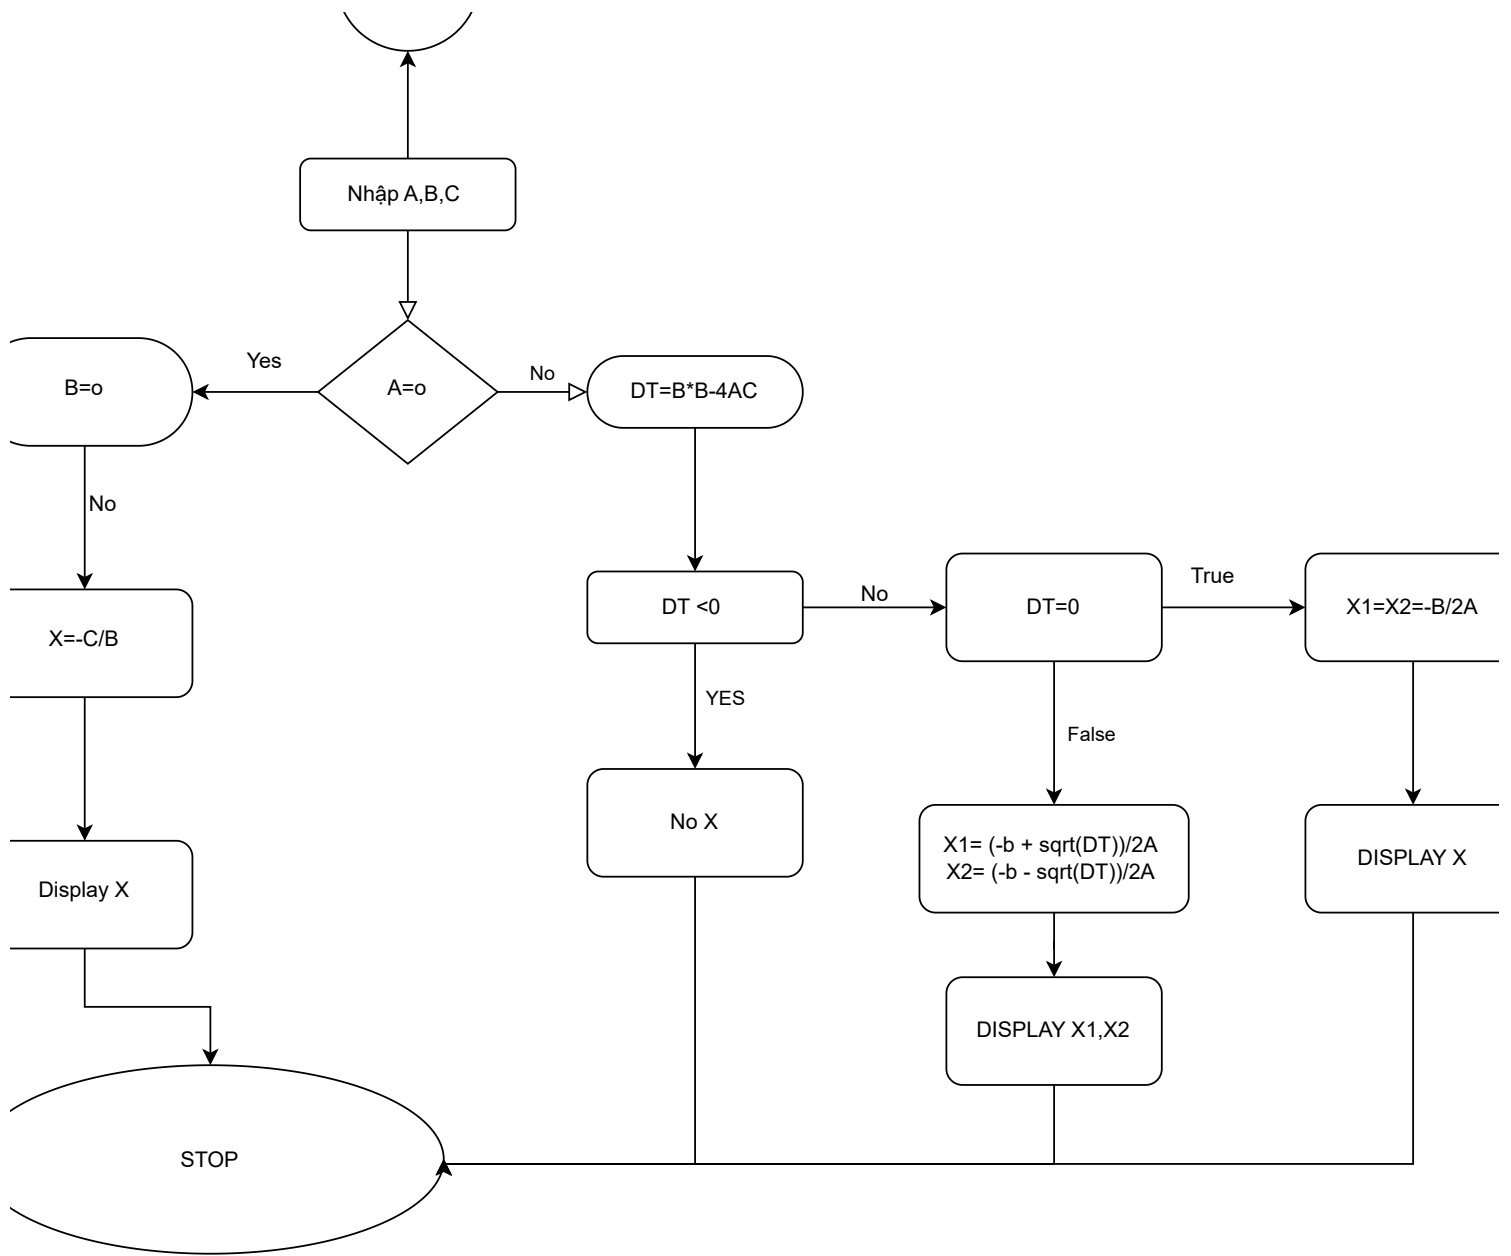 Nhập A,B,C
B=o
Yes
A=o
No
DT=B*B-4AC
No
X=-C/B
DT <0
No
DT=0
True
X1=X2=-B/2A
YES
False
Display X
No X
X1= (-b + sqrt(DT))/2A
X2= (-b - sqrt(DT))/2A
DISPLAY X
DISPLAY X1,X2
STOP